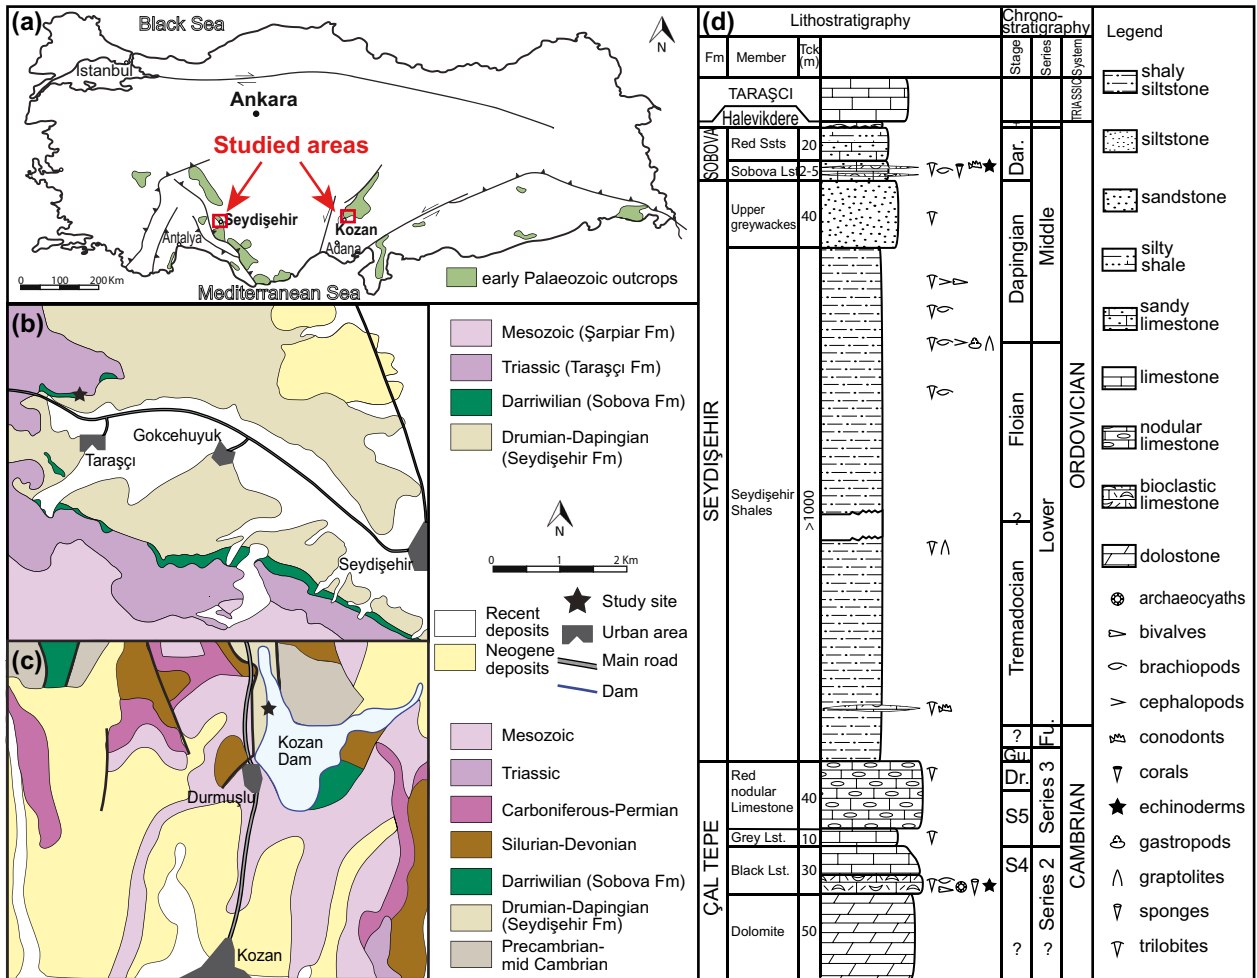 (a)
Black Sea
Istanbul
Ankara
Studied areas
N
Seydişehir
Kozan
Antalya
Adana
0 100 200 Km
Mediterranean Sea
early Palaeozoic outcrops
(b)
Gokcehuyuk
Taraşçı
Seydişehir
Mesozoic (Şarpiar Fm)
Triassic (Taraşçı Fm)
Darriwilian (Sobova Fm)
Drumian-Dapingian
(Seydişehir Fm)
N
0 1 2 Km
Recent
deposits
Neogene
deposits
Study site
Urban area
Main road
Dam
(c)
Kozan
Dam
Durmuşlu
Kozan
Mesozoic
Triassic
Carboniferous-Permian
Silurian-Devonian
Darriwilian (Sobova Fm)
Drumian-Dapingian
(Seydişehir Fm)
Precambrian-
mid Cambrian
(d)
Lithostratigraphy
Chrono-
stratigraphy
Fm
Member
Tck
(m)
Stage
Series
System
TARAŞCI
Halevikdere
TRIASSIC
SOBOVA
Red Ssts
20
Sobova Lst
2-5
Dar.
SEYDIŞEHIR
Upper
greywackes
40
Seydişehir
Shales
>1000
Dapingian
Middle
Floian
?
Lower
Tremadocian
ORDOVICIAN
?
Fu.
Gu.
ÇAL TEPE
Red
nodular
Limestone
40
Grey Lst.
10
Black Lst.
30
Dolomite
50
Dr.
S5
Series 3
S4
Series 2
?
?
CAMBRIAN
Legend
shaly
siltstone
siltstone
sandstone
silty
shale
sandy
limestone
limestone
nodular
limestone
bioclastic
limestone
dolostone
archaeocyaths
bivalves
brachiopods
cephalopods
conodonts
corals
echinoderms
gastropods
graptolites
sponges
trilobites